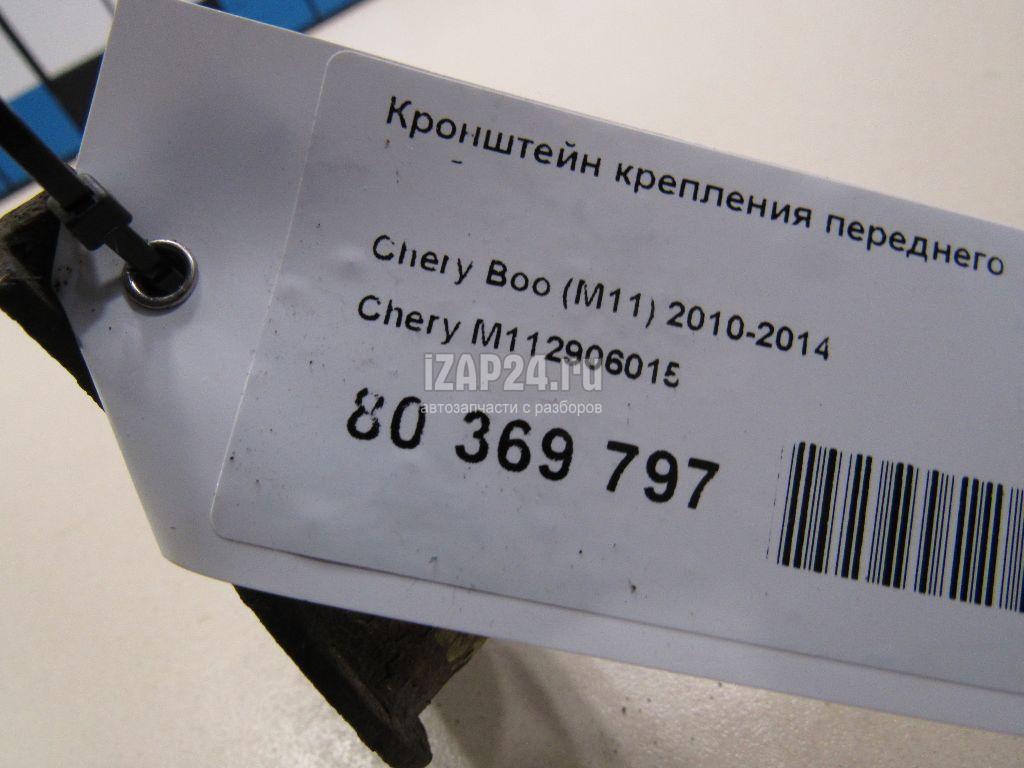 Кронштейн крепления переднего
Chery Boo (M11) 2010-2014
Chery M112906015
iZAP24.ru
автозапчасти с разборов
80 369 797